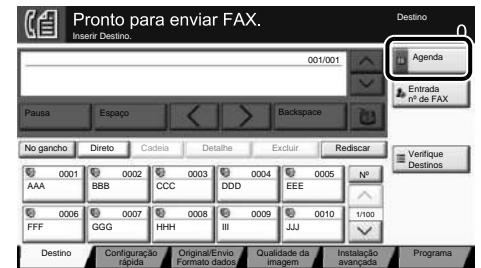 Pronto para enviar FAX.
Destino
Inserir Destino.
0
001/001
Agenda
Entrada
nº de FAX
Pausa
Espaço
Backspace
No gancho
Direto
Cadeia
Detalhe
Excluir
Rediscar
Verifique
Destinos
0001
AAA
0002
BBB
0003
CCC
0004
DDD
0005
EEE
Nº
0006
FFF
0007
GGG
0008
HHH
0009
III
0010
JJJ
1/100
Destino
Configuração
rápida
Original/Envio
Formato dados
Qualidade da
imagem
Instalação
avançada
Programa